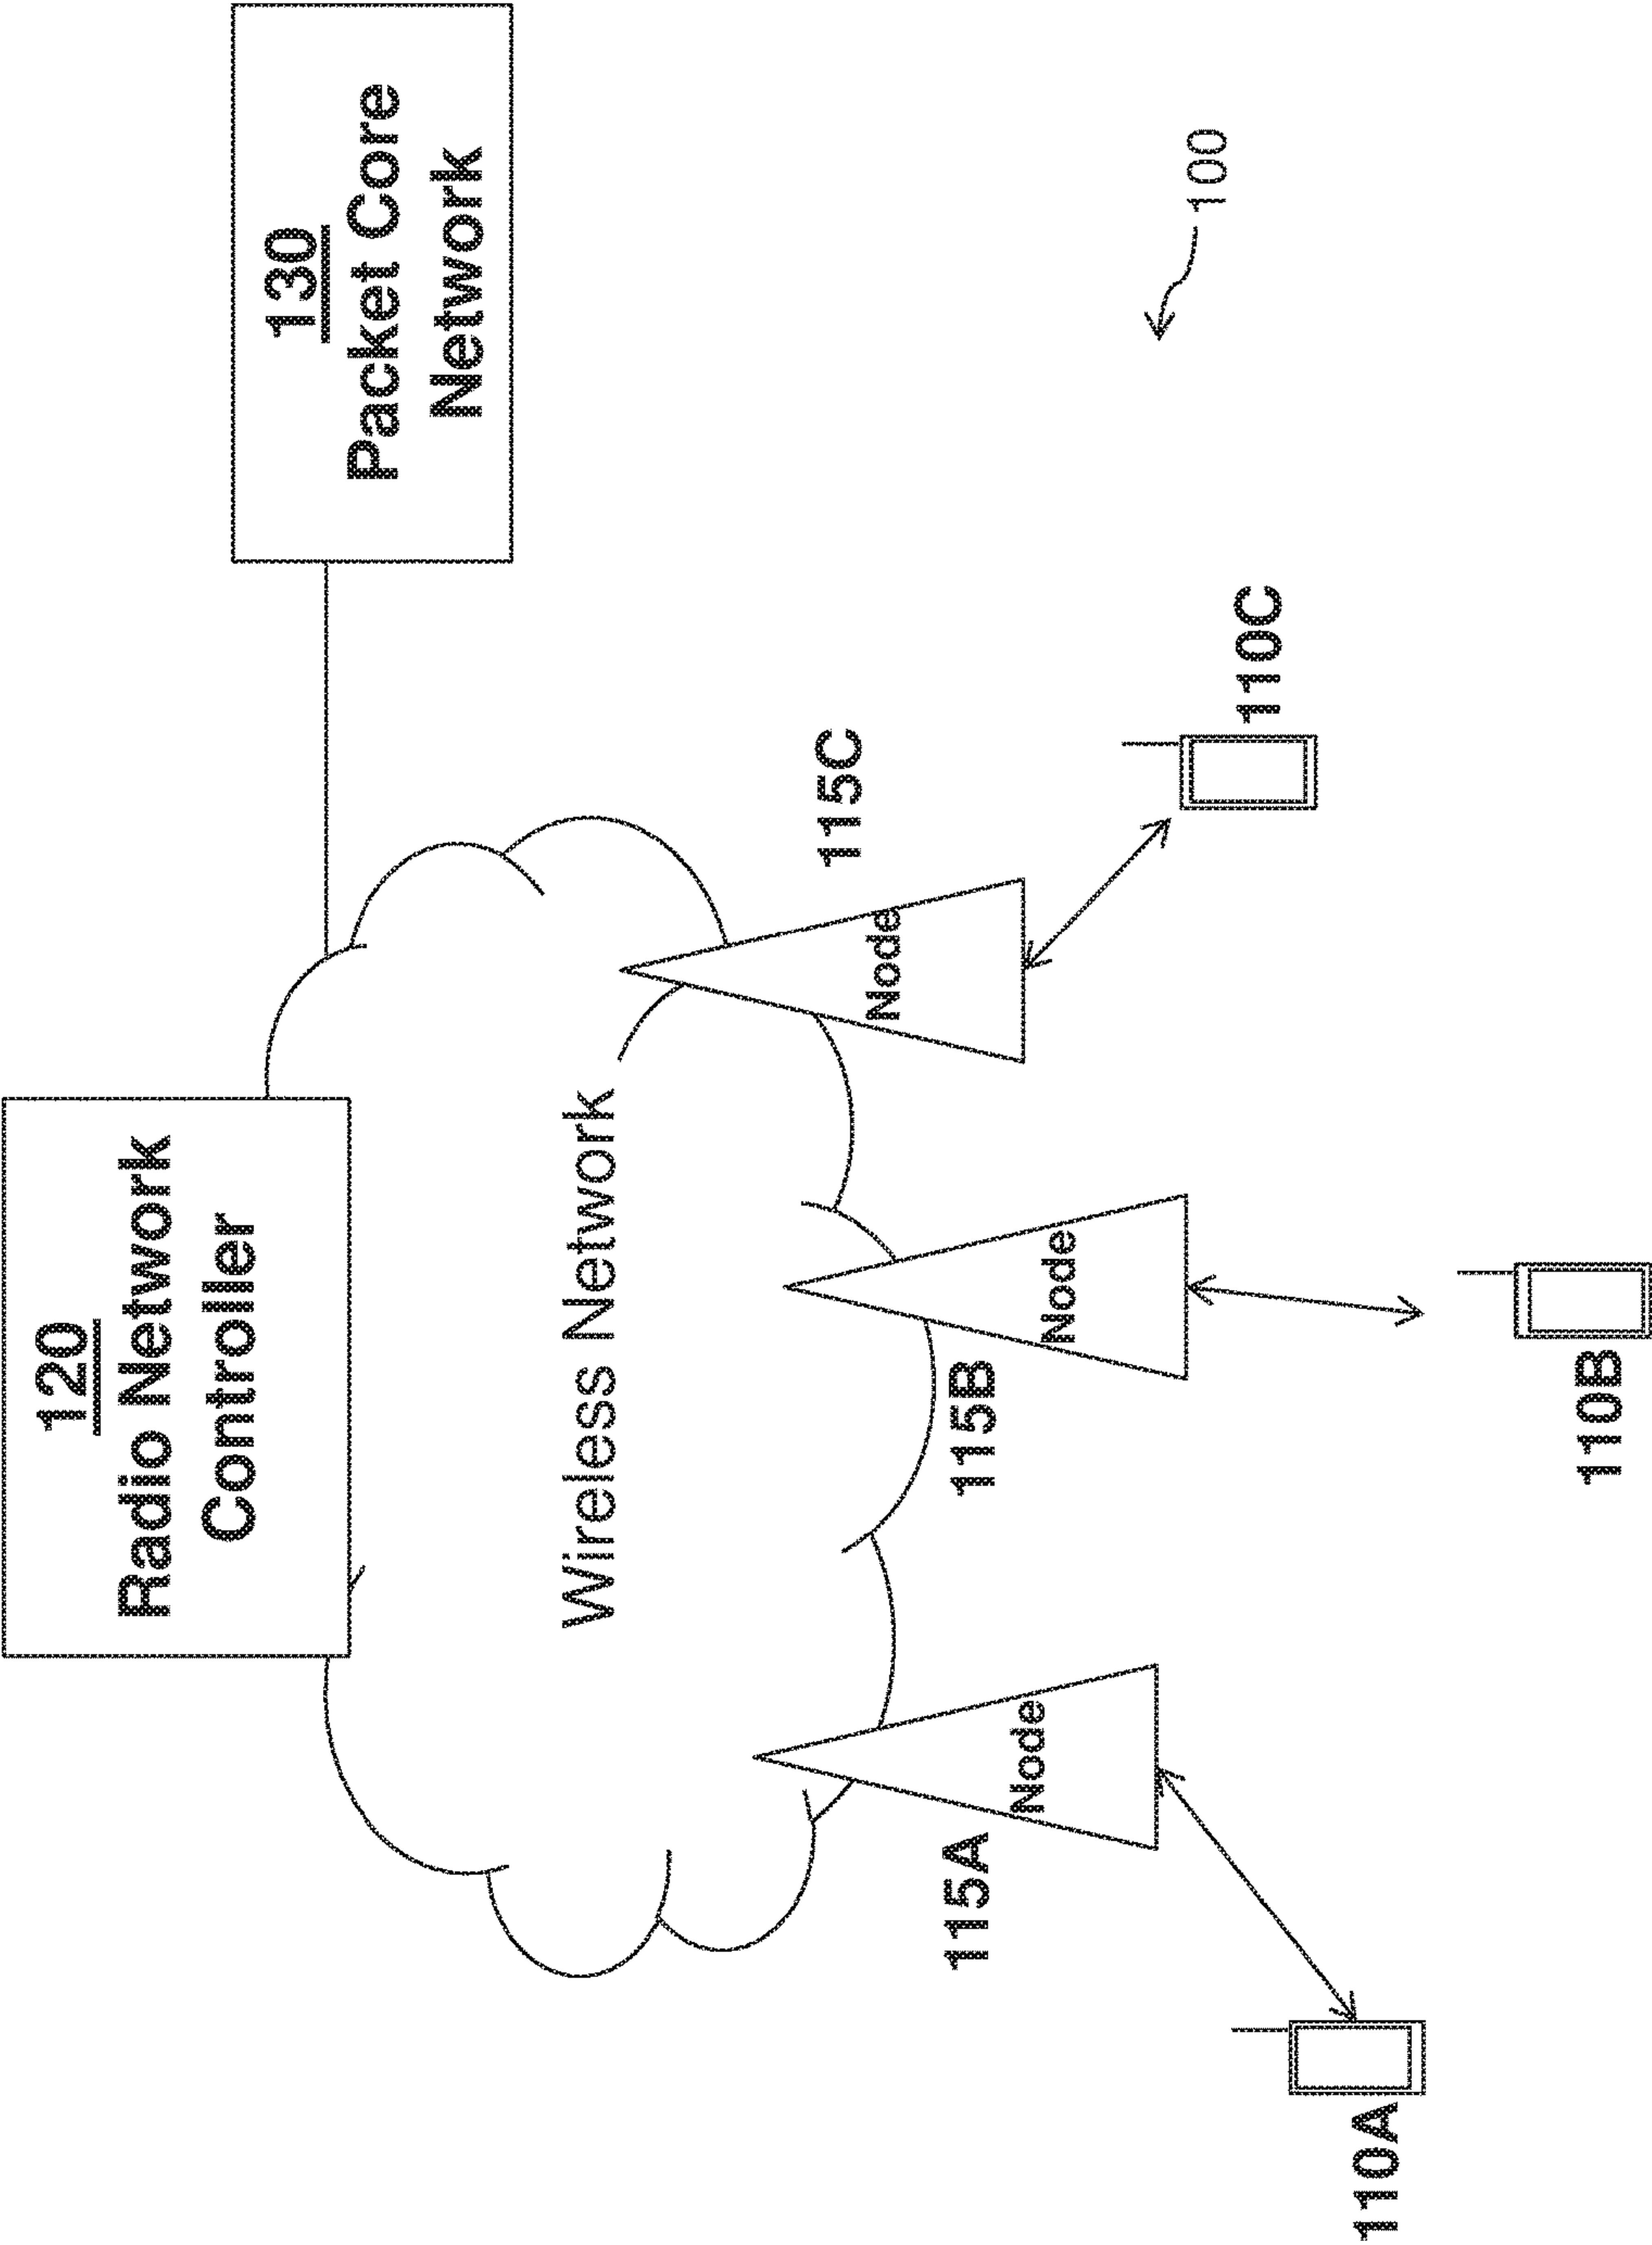 120
Radio Network
Controller
130
Packet Core
Network
Wireless Network
115C
Node
115B
Node
115A
Node
100
110C
110B
110A